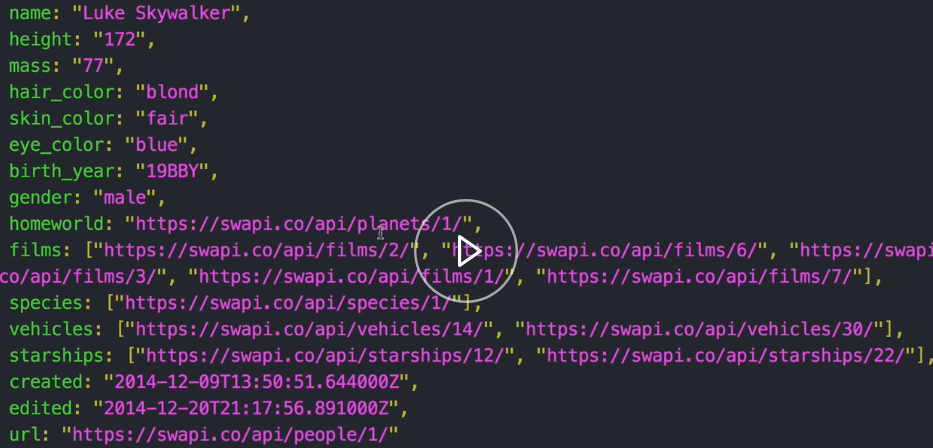 name: "Luke Skywalker",
height: "172",
mass: "77",
hair_color: "blond",
skin_color: "fair",
eye_color: "blue",
birth_year: "19BBY",
gender: "male",
homeworld: "https://swapi.co/api/planets/1/",
films: ["https://swapi.co/api/films/2/", "https://swapi.co/api/films/6/", "https://swapi
co/api/films/3/", "https://swapi.co/api/films/1/", "https://swapi.co/api/films/7/"],
species: ["https://swapi.co/api/species/1/"],
vehicles: ["https://swapi.co/api/vehicles/14/", "https://swapi.co/api/vehicles/30/"],
starships: ["https://swapi.co/api/starships/12/", "https://swapi.co/api/starships/22/"],
created: "2014-12-09T13:50:51.644000Z",
edited: "2014-12-20T21:17:56.891000Z",
url: "https://swapi.co/api/people/1/"